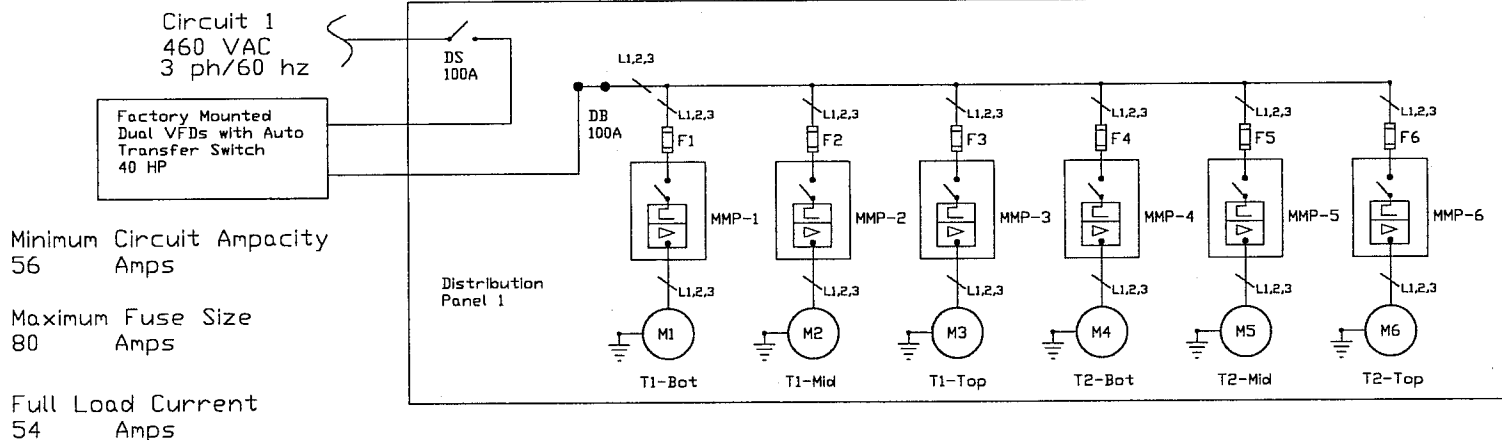 Circuit 1
460 VAC
3 ph/60 hz
DS
100A
L1,2,3
Factory Mounted
Dual VFDs with Auto
Transfer Switch
40 HP
DB
100A
L1,2,3
L1,2,3
L1,2,3
L1,2,3
L1,2,3
L1,2,3
F1
F2
F3
F4
F5
F6
MMP-1
MMP-2
MMP-3
MMP-4
MMP-5
MMP-6
Minimum Circuit Ampacity
56 Amps
Distribution
Panel 1
L1,2,3
L1,2,3
L1,2,3
L1,2,3
L1,2,3
L1,2,3
Maximum Fuse Size
80 Amps
M1
M2
M3
M4
M5
M6
T1-Bot
T1-Mid
T1-Top
T2-Bot
T2-Mid
T2-Top
Full Load Current
54 Amps